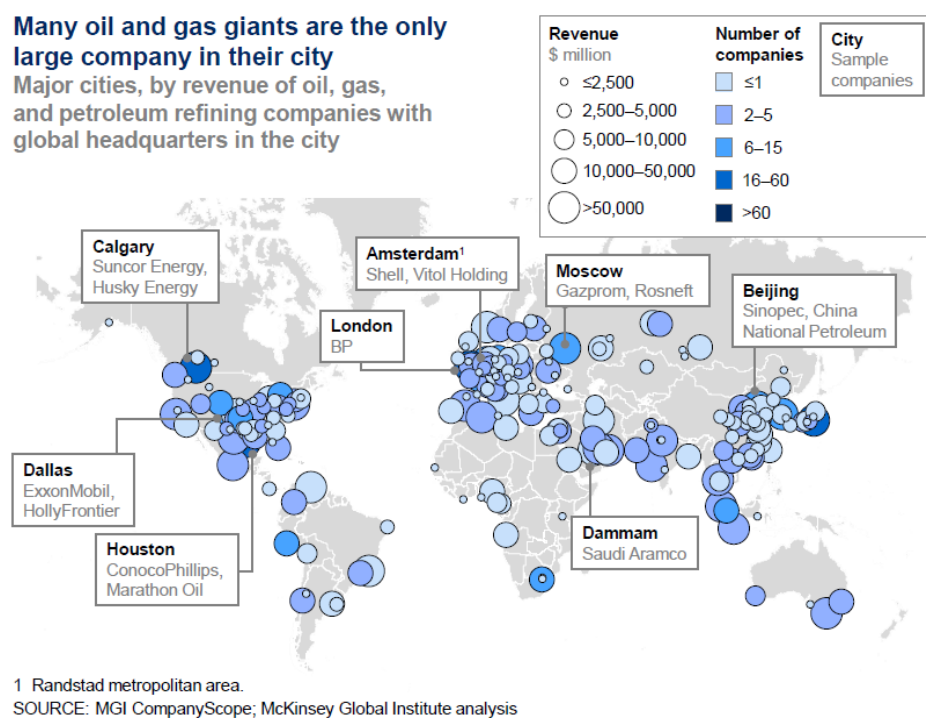 Many oil and gas giants are the only
large company in their city
Major cities, by revenue of oil, gas,
and petroleum refining companies with
global headquarters in the city
Revenue
$ million
≤2,500
2,500–5,000
5,000–10,000
10,000–50,000
>50,000
Number of
companies
≤1
2–5
6–15
16–60
>60
City
Sample
companies
Calgary
Suncor Energy,
Husky Energy
Amsterdam¹
Shell, Vitol Holding
London
BP
Moscow
Gazprom, Rosneft
Beijing
Sinopec, China
National Petroleum
Dallas
ExxonMobil,
HollyFrontier
Houston
ConocoPhillips,
Marathon Oil
Dammam
Saudi Aramco
1 Randstad metropolitan area.
SOURCE: MGI CompanyScope; McKinsey Global Institute analysis